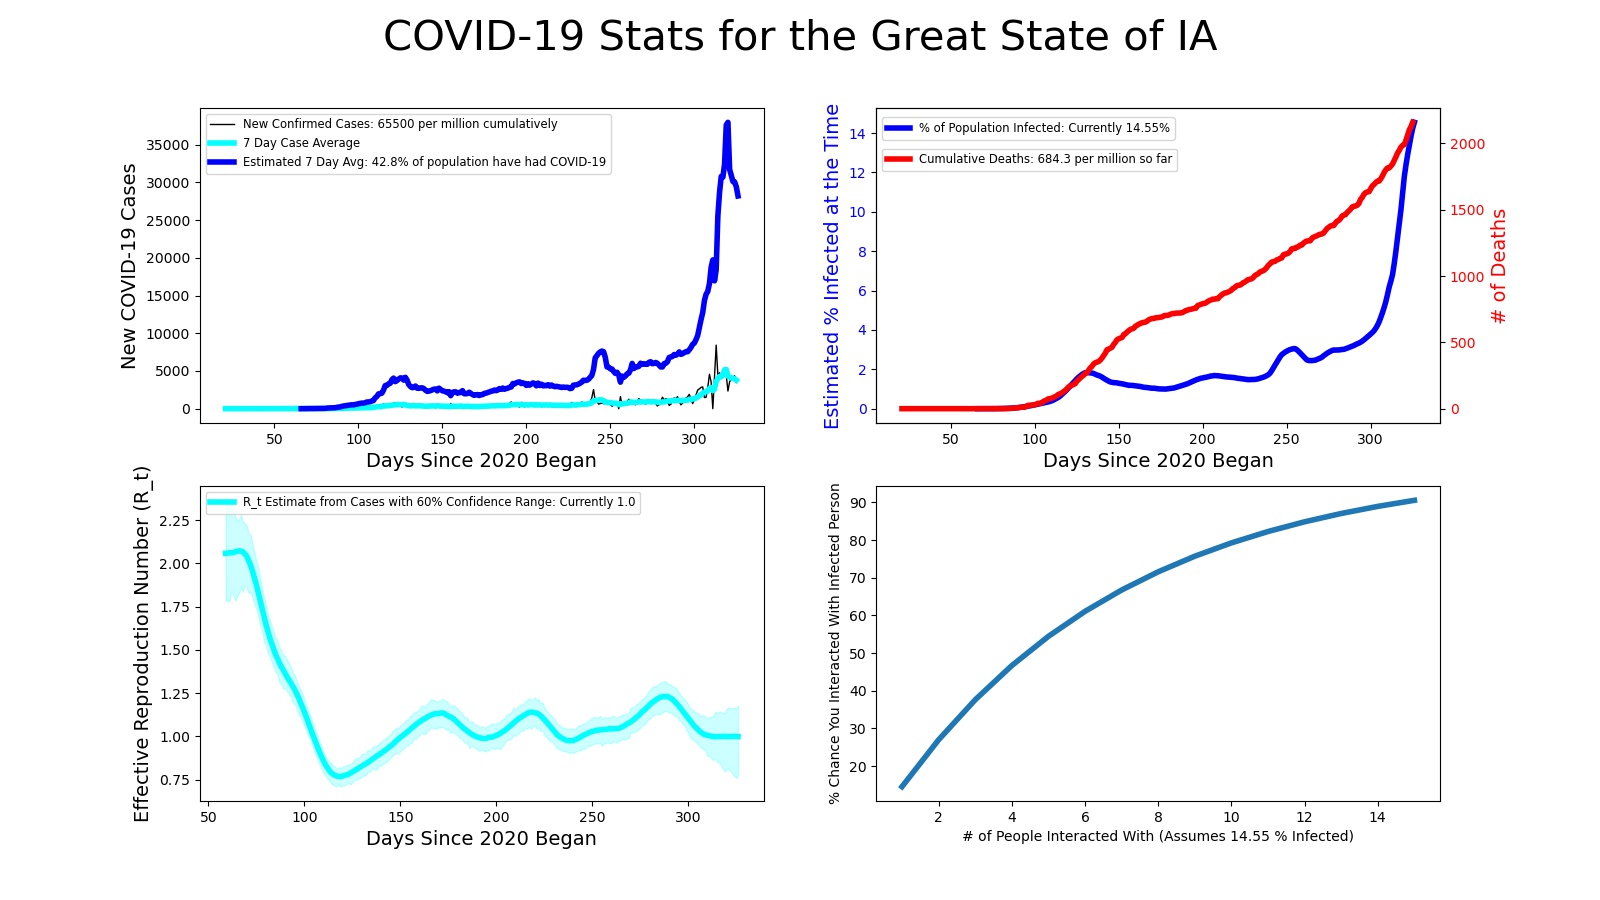 COVID-19 Stats for the Great State of IA
New COVID-19 Cases
35000
30000
25000
20000
15000
10000
5000
0
New Confirmed Cases: 65500 per million cumulatively
7 Day Case Average
Estimated 7 Day Avg: 42.8% of population have had COVID-19
50 100 150 200 250 300
Days Since 2020 Began
Estimated % Infected at the Time
14
12
10
8
6
4
2
0
% of Population Infected: Currently 14.55%
Cumulative Deaths: 684.3 per million so far
2000
1500
1000
500
0
# of Deaths
50 100 150 200 250 300
Days Since 2020 Began
Effective Reproduction Number (R_t)
2.25
2.00
1.75
1.50
1.25
1.00
0.75
R_t Estimate from Cases with 60% Confidence Range: Currently 1.0
50 100 150 200 250 300
Days Since 2020 Began
% Chance You Interacted With Infected Person
90
80
70
60
50
40
30
20
2 4 6 8 10 12 14
# of People Interacted With (Assumes 14.55 % Infected)